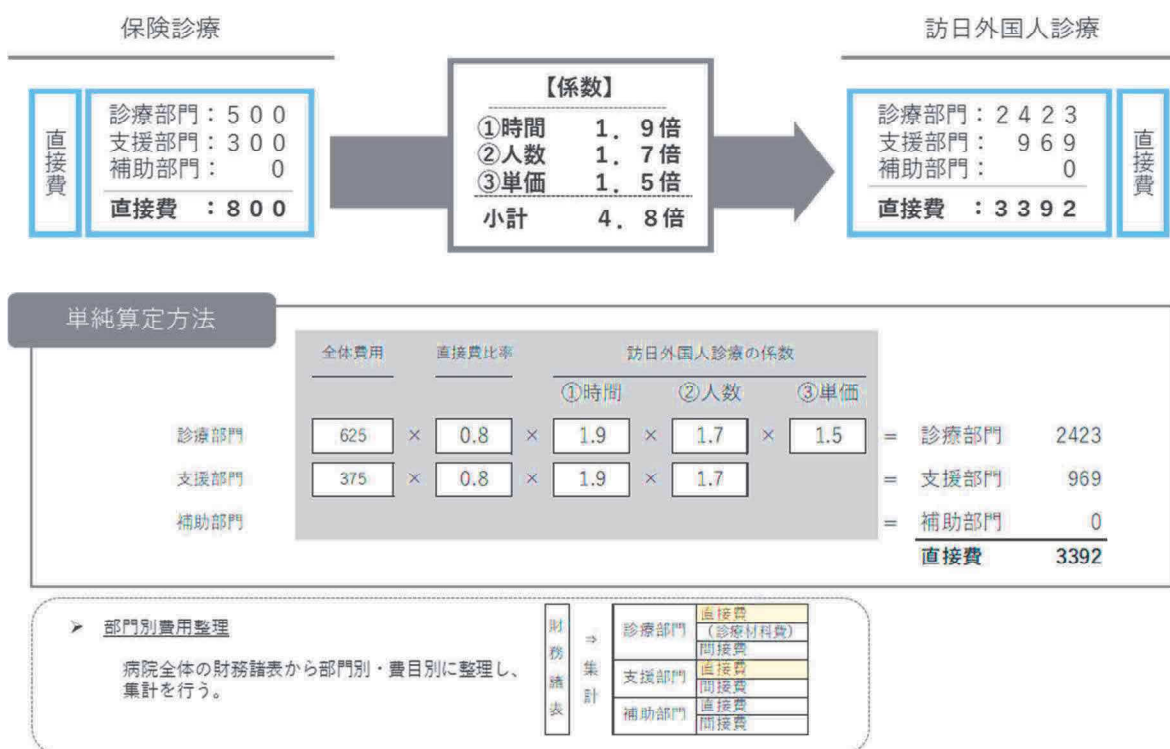 保険診療
訪日外国人診療
直接費
診療部門：５００
支援部門：３００
補助部門：　　０
直接費　：８００
【係数】
①時間　１．９倍
②人数　１．７倍
③単価　１．５倍
小計　４．８倍
診療部門：２４２３
支援部門：　９６９
補助部門：　　　０
直接費　：３３９２
直接費
単純算定方法
全体費用　直接費比率　訪日外国人診療の係数
①時間　②人数　③単価
診療部門　625 × 0.8 × 1.9 × 1.7 × 1.5 = 診療部門　2423
支援部門　375 × 0.8 × 1.9 × 1.7 = 支援部門　969
補助部門 = 補助部門　0
直接費　3392
➢ 部門別費用整理
病院全体の財務諸表から部門別・費目別に整理し、
集計を行う。
財務諸表
⇒集計
診療部門
直接費
（診療材料費）
間接費
支援部門
直接費
間接費
補助部門
直接費
間接費